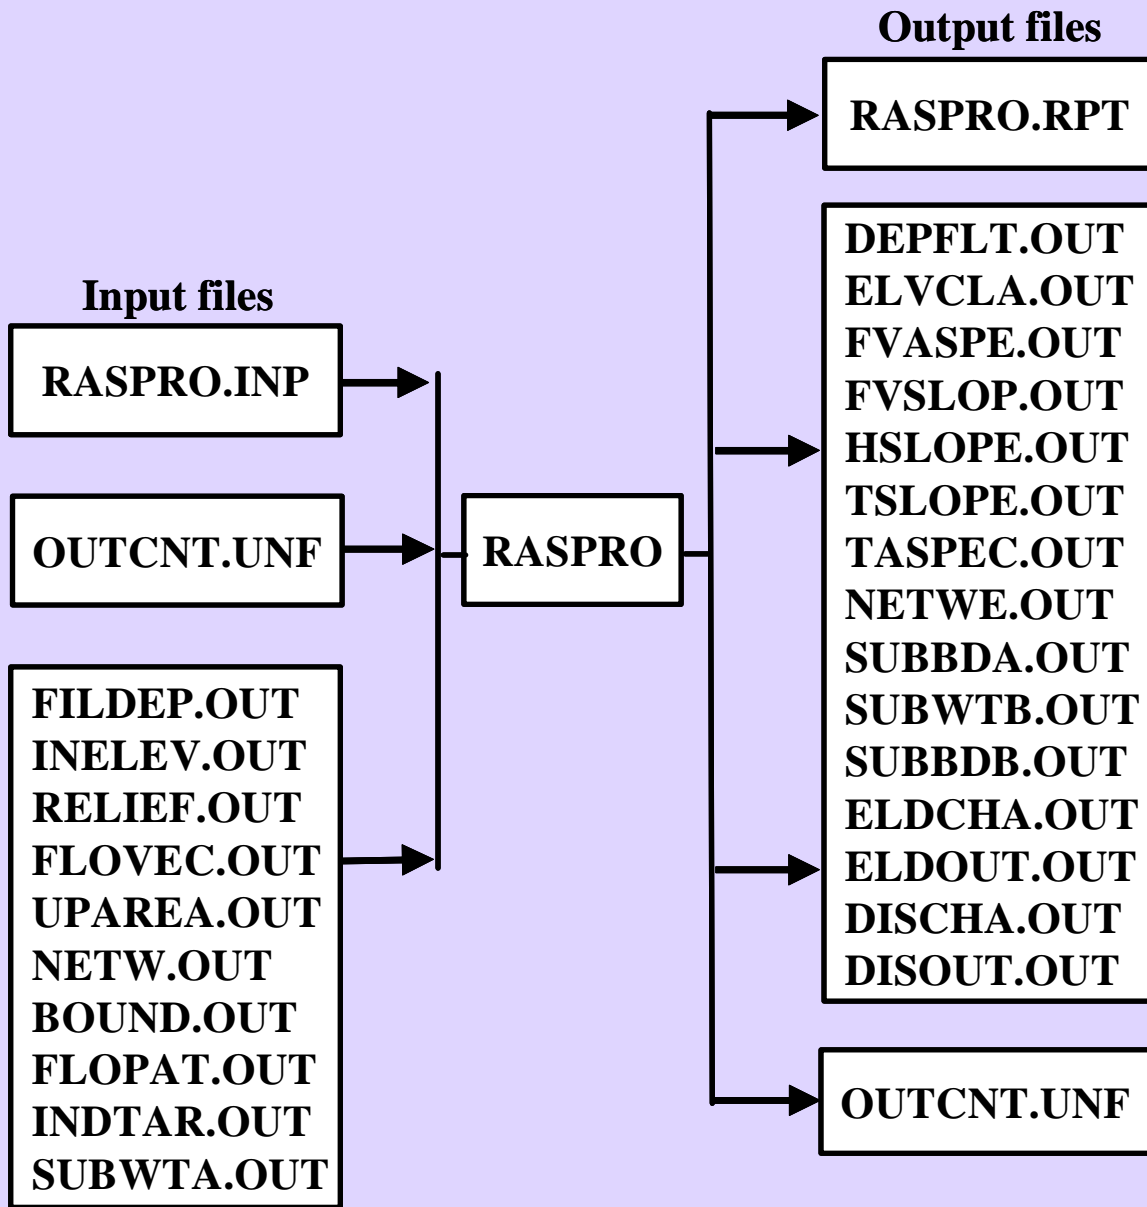 Input files
RASPRO.INP
OUTCNT.UNF
FILDEP.OUT
INELEV.OUT
RELIEF.OUT
FLOVEC.OUT
UPAREA.OUT
NETW.OUT
BOUND.OUT
FLOPAT.OUT
INDTAR.OUT
SUBWTA.OUT
RASPRO
Output files
RASPRO.RPT
DEPFLT.OUT
ELVCLA.OUT
FVASPE.OUT
FVSLOP.OUT
HSLOPE.OUT
TSLOPE.OUT
TASPEC.OUT
NETWE.OUT
SUBBDA.OUT
SUBWTB.OUT
SUBBDB.OUT
ELDCHA.OUT
ELDOUT.OUT
DISCHA.OUT
DISOUT.OUT
OUTCNT.UNF